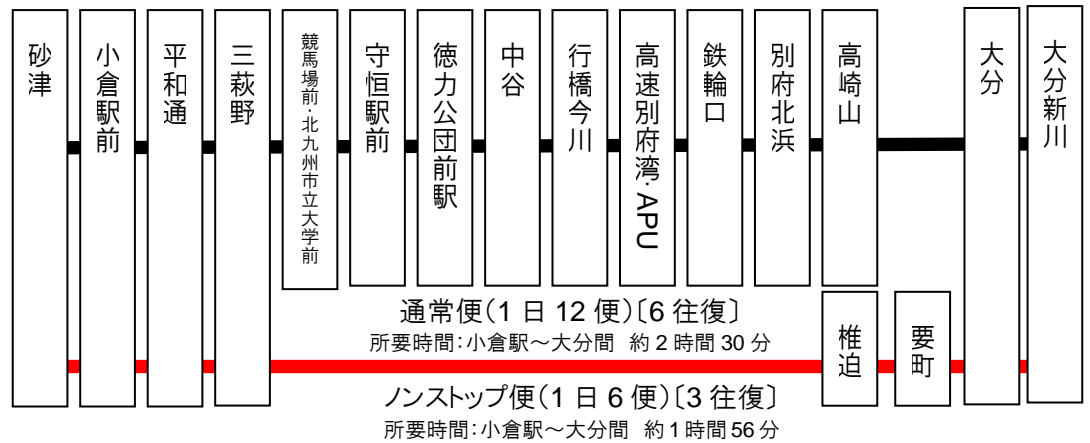 砂津
小倉駅前
平和通
三萩野
競馬場前・北九州市立大学前
守恒駅前
徳力公団前駅
中谷
行橋今川
高速別府湾・APU
鉄輪口
別府北浜
高崎山
大分
大分新川
通常便（1日12便）〔6往復〕
所要時間：小倉駅～大分間　約2時間30分
椎迫
要町
ノンストップ便（1日6便）〔3往復〕
所要時間：小倉駅～大分間　約1時間56分